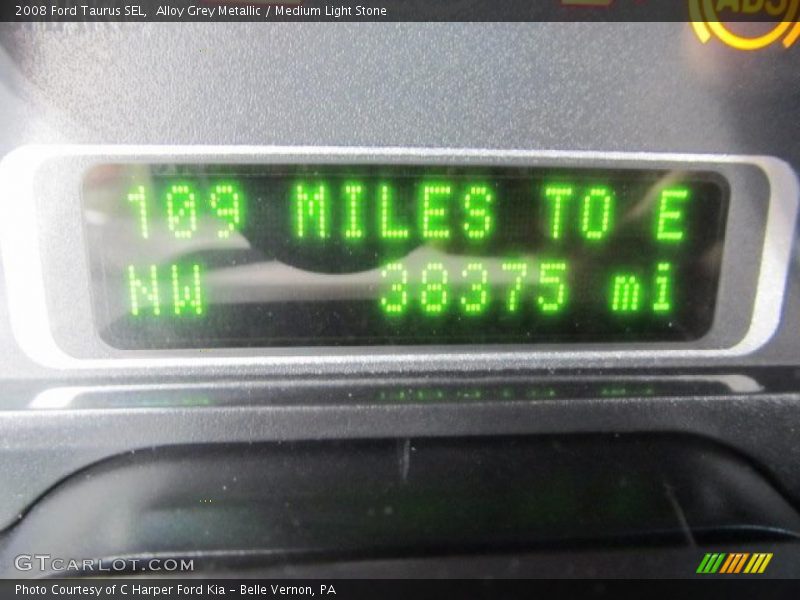 2008 Ford Taurus SEL,  Alloy Grey Metallic / Medium Light Stone
ABS
109 MILES TO E
NW 38375 mi
GTCARLOT.COM
Photo Courtesy of C Harper Ford Kia – Belle Vernon, PA